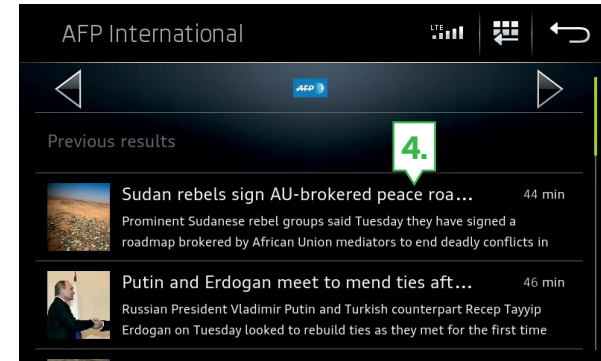 AFP International
LTE
AFP
4.
Previous results
Sudan rebels sign AU-brokered peace roa...
44 min
Prominent Sudanese rebel groups said Tuesday they have signed a
roadmap brokered by African Union mediators to end deadly conflicts in
Putin and Erdogan meet to mend ties aft...
46 min
Russian President Vladimir Putin and Turkish counterpart Recep Tayyip
Erdogan on Tuesday looked to rebuild ties as they met for the first time